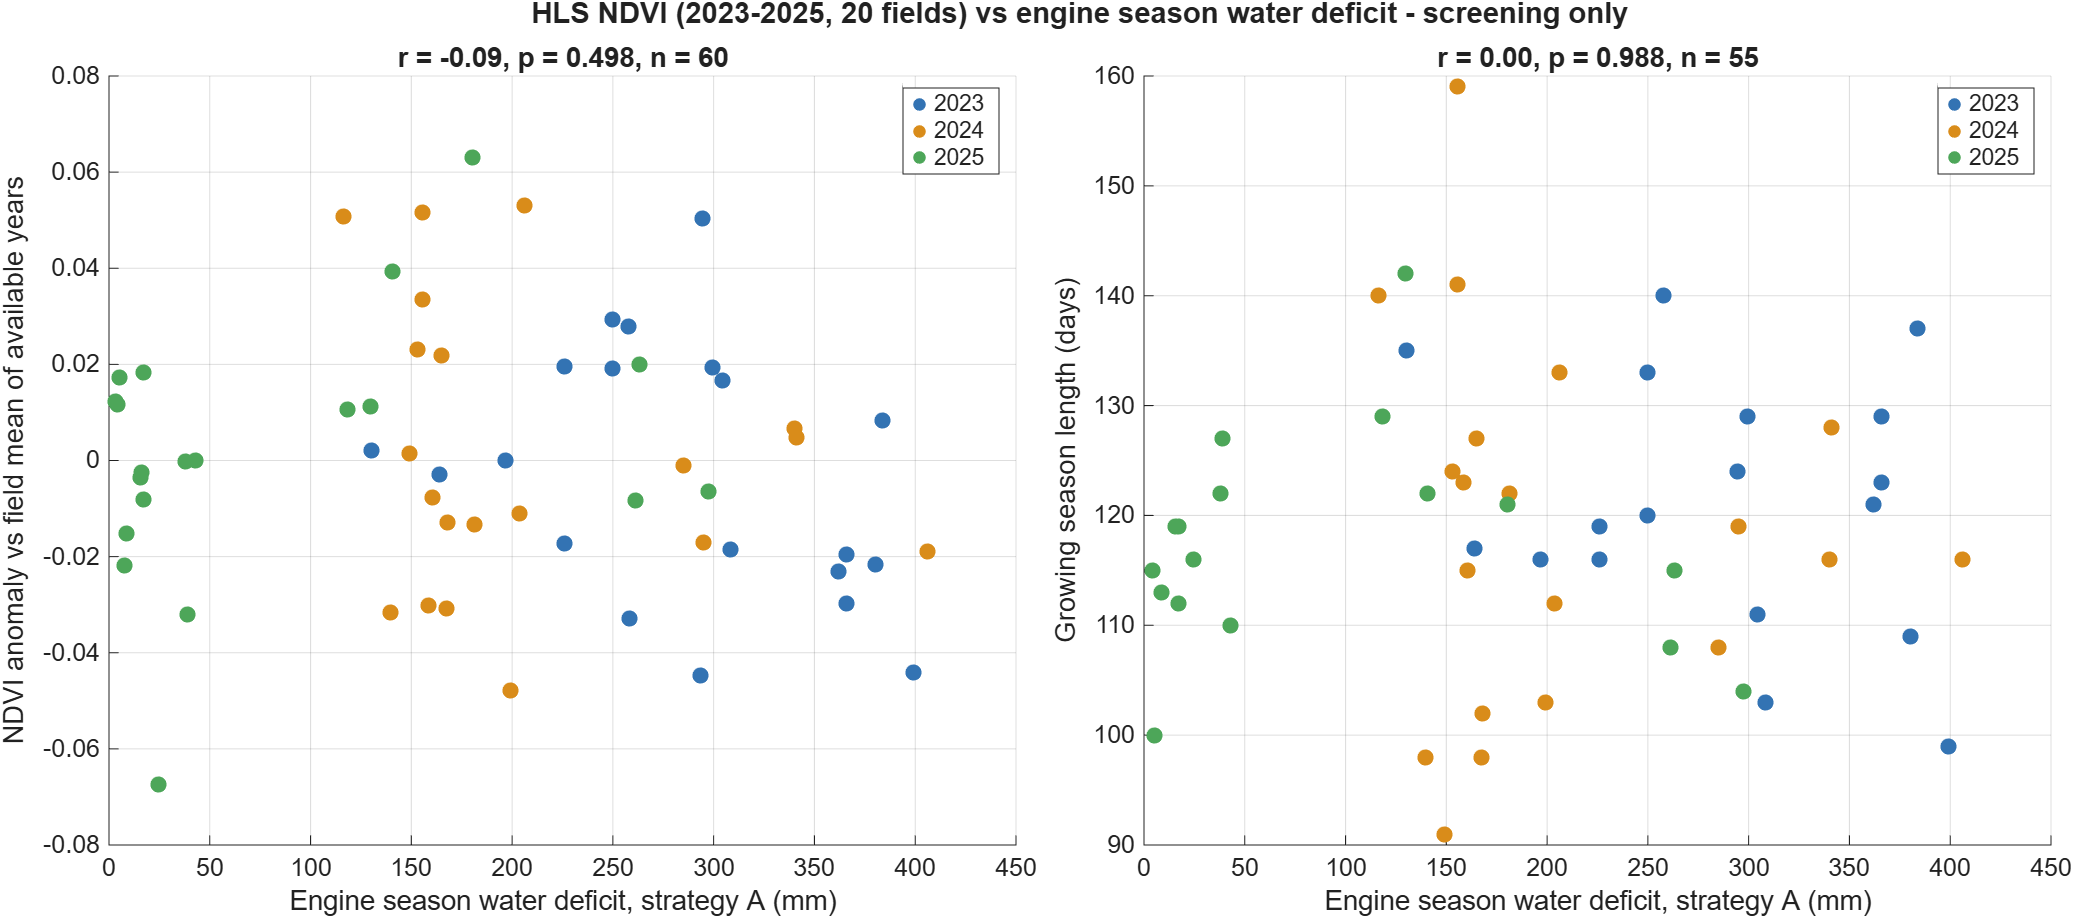 HLS NDVI (2023-2025, 20 fields) vs engine season water deficit - screening only
r = -0.09, p = 0.498, n = 60
0.08
0.06
0.04
0.02
0
-0.02
-0.04
-0.06
-0.08
NDVI anomaly vs field mean of available years
0 50 100 150 200 250 300 350 400 450
Engine season water deficit, strategy A (mm)
2023
2024
2025
r = 0.00, p = 0.988, n = 55
160
150
140
130
120
110
100
90
Growing season length (days)
0 50 100 150 200 250 300 350 400 450
Engine season water deficit, strategy A (mm)
2023
2024
2025